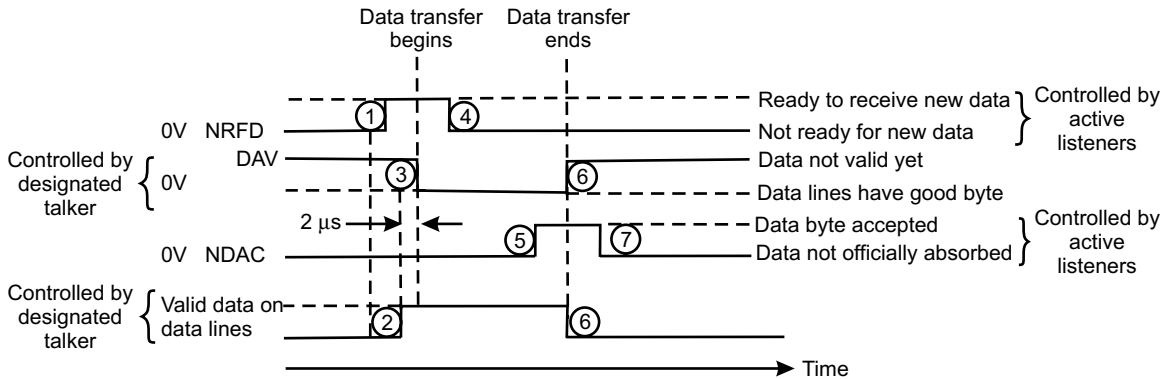 Data transfer
begins
Data transfer
ends
1
4
Ready to receive new data
Controlled by
active
listeners
0V NRFD
Not ready for new data
Controlled by
designated
talker
DAV
0V
3
6
Data not valid yet
Data lines have good byte
2 μs
5
7
Data byte accepted
Controlled by
active
listeners
0V NDAC
Data not officially absorbed
Controlled by
designated
talker
Valid data on
data lines
2
6
Time